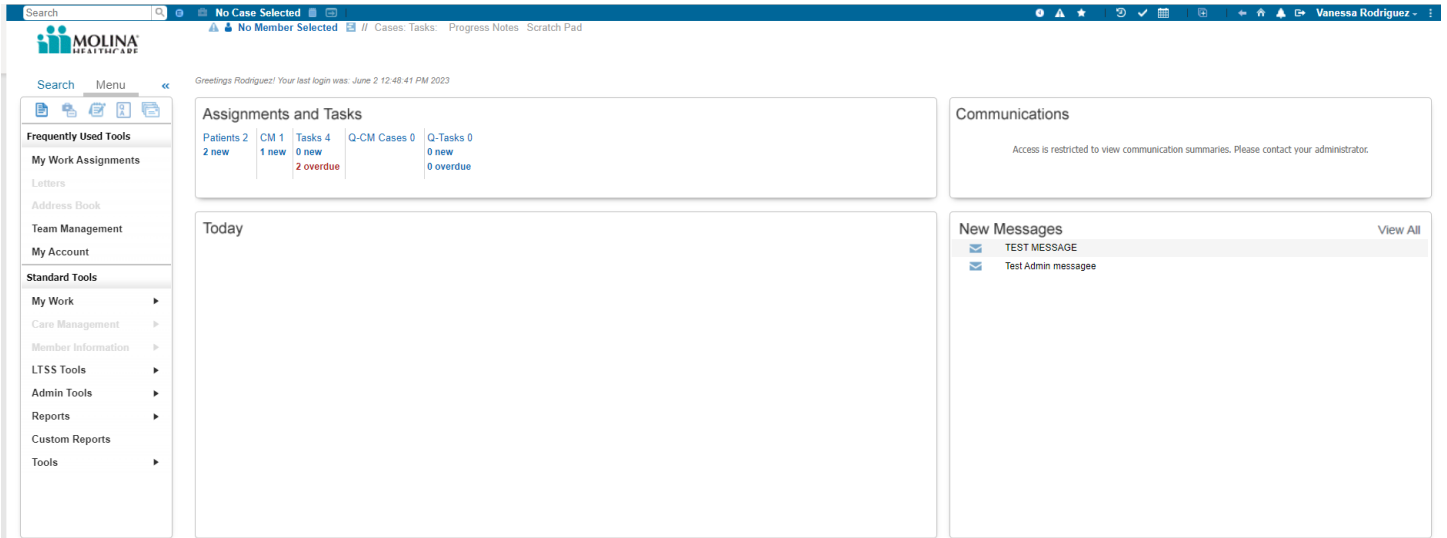 Search
No Case Selected
Vanessa Rodriguez
No Member Selected // Cases: Tasks: Progress Notes Scratch Pad
MOLINA
HEALTHCARE
Search Menu «
Greetings Rodriguez! Your last login was: June 2 12:48:41 PM 2023
Frequently Used Tools
My Work Assignments
Letters
Address Book
Team Management
My Account
Standard Tools
My Work
Care Management
Member Information
LTSS Tools
Admin Tools
Reports
Custom Reports
Tools
Assignments and Tasks
Patients 2 CM 1 Tasks 4 Q-CM Cases 0 Q-Tasks 0
2 new 1 new 0 new 0 new
2 overdue 0 overdue
Communications
Access is restricted to view communication summaries. Please contact your administrator.
Today
New Messages View All
TEST MESSAGE
Test Admin messagee